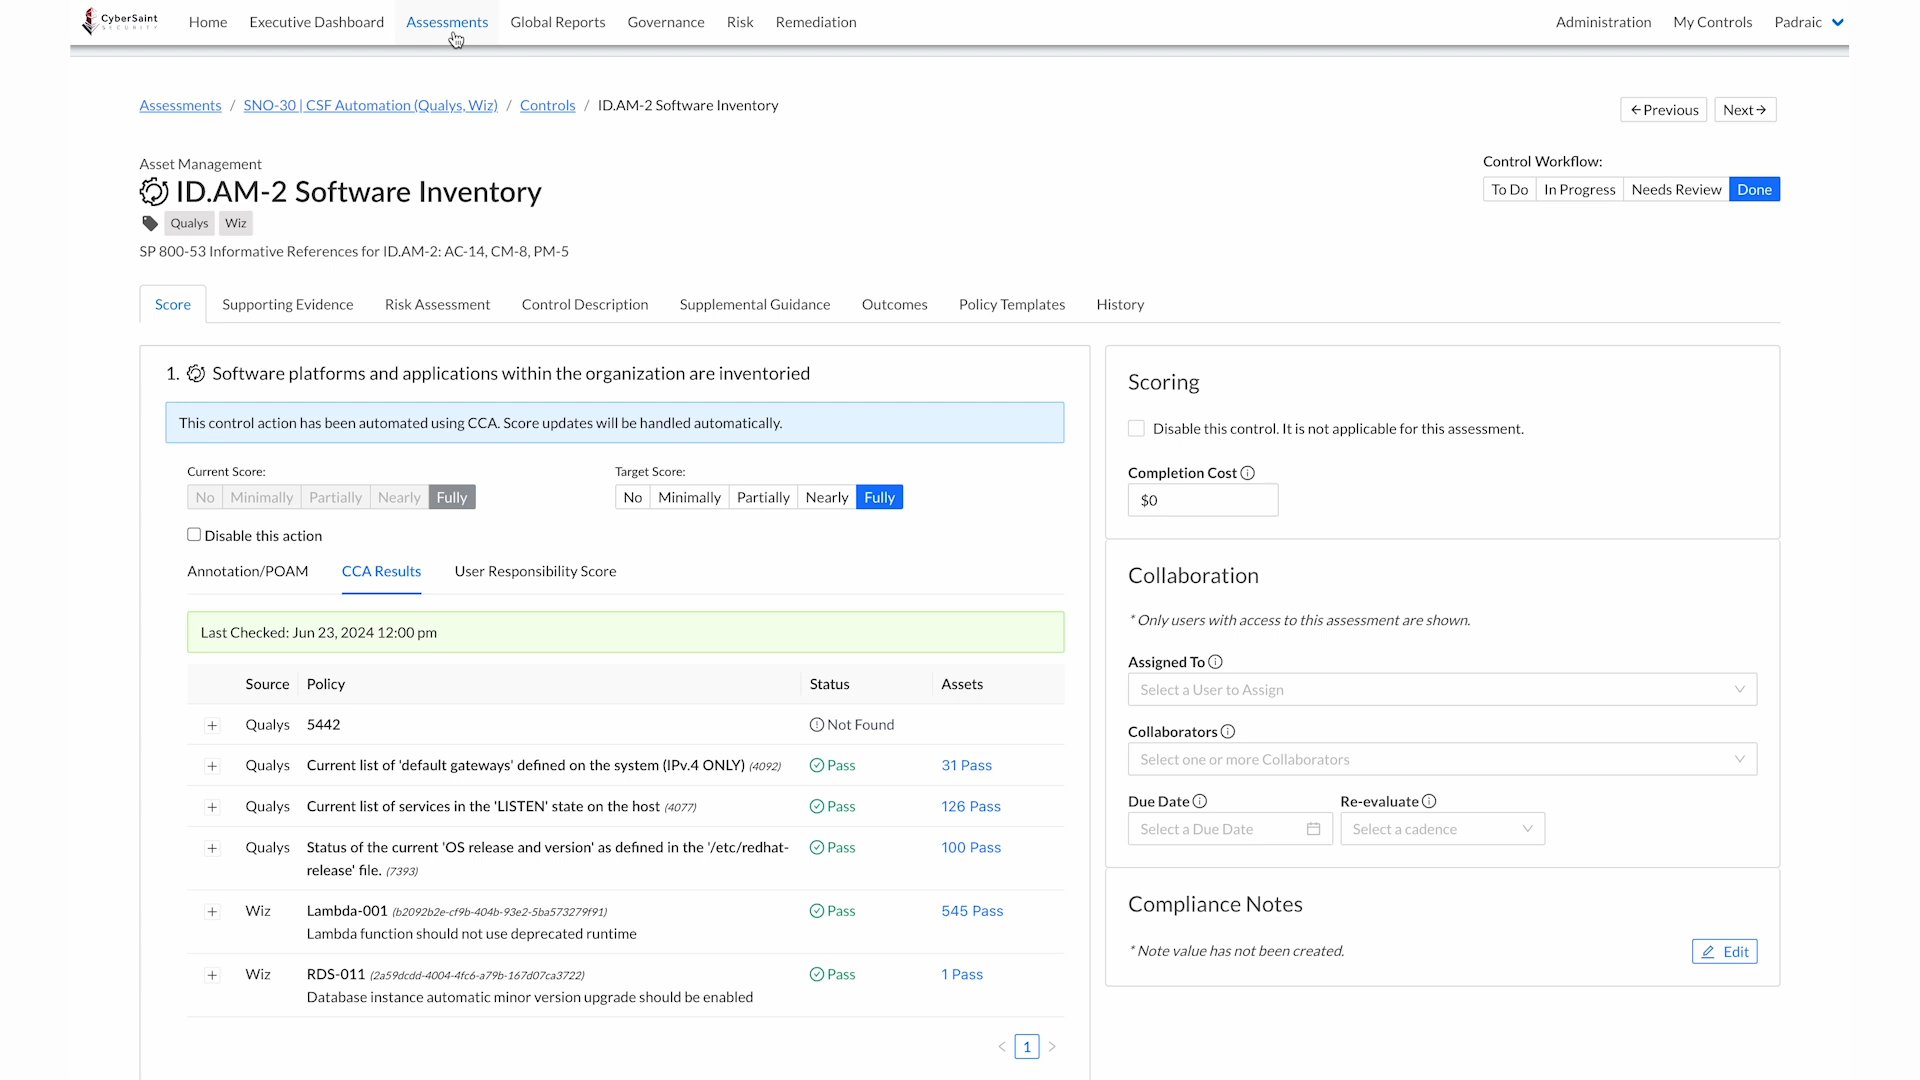 CyberSaint
SECURITY
Home Executive Dashboard Assessments Global Reports Governance Risk Remediation Administration My Controls Padraic
Assessments / SNO-30 | CSF Automation (Qualys, Wiz) / Controls / ID.AM-2 Software Inventory
←Previous Next→
Asset Management
ID.AM-2 Software Inventory
Qualys Wiz
SP 800-53 Informative References for ID.AM-2: AC-14, CM-8, PM-5
Control Workflow:
To Do In Progress Needs Review Done
Score Supporting Evidence Risk Assessment Control Description Supplemental Guidance Outcomes Policy Templates History
1. Software platforms and applications within the organization are inventoried
This control action has been automated using CCA. Score updates will be handled automatically.
Current Score: Target Score:
No Minimally Partially Nearly Fully No Minimally Partially Nearly Fully
Disable this action
Annotation/POAM CCA Results User Responsibility Score
Last Checked: Jun 23, 2024 12:00 pm
Source Policy Status Assets
+ Qualys 5442 Not Found
+ Qualys Current list of 'default gateways' defined on the system (IPv.4 ONLY) (4092) Pass 31 Pass
+ Qualys Current list of services in the 'LISTEN' state on the host (4077) Pass 126 Pass
+ Qualys Status of the current 'OS release and version' as defined in the '/etc/redhat- Pass 100 Pass
release' file. (7393)
+ Wiz Lambda-001 (b2092b2e-cf9b-404b-93e2-5ba573279f91) Pass 545 Pass
Lambda function should not use deprecated runtime
+ Wiz RDS-011 (2a59dcdd-4004-4fc6-a79b-167d07ca3722) Pass 1 Pass
Database instance automatic minor version upgrade should be enabled
< 1 >
Scoring
Disable this control. It is not applicable for this assessment.
Completion Cost
$0
Collaboration
* Only users with access to this assessment are shown.
Assigned To
Select a User to Assign
Collaborators
Select one or more Collaborators
Due Date Re-evaluate
Select a Due Date Select a cadence
Compliance Notes
* Note value has not been created.
Edit